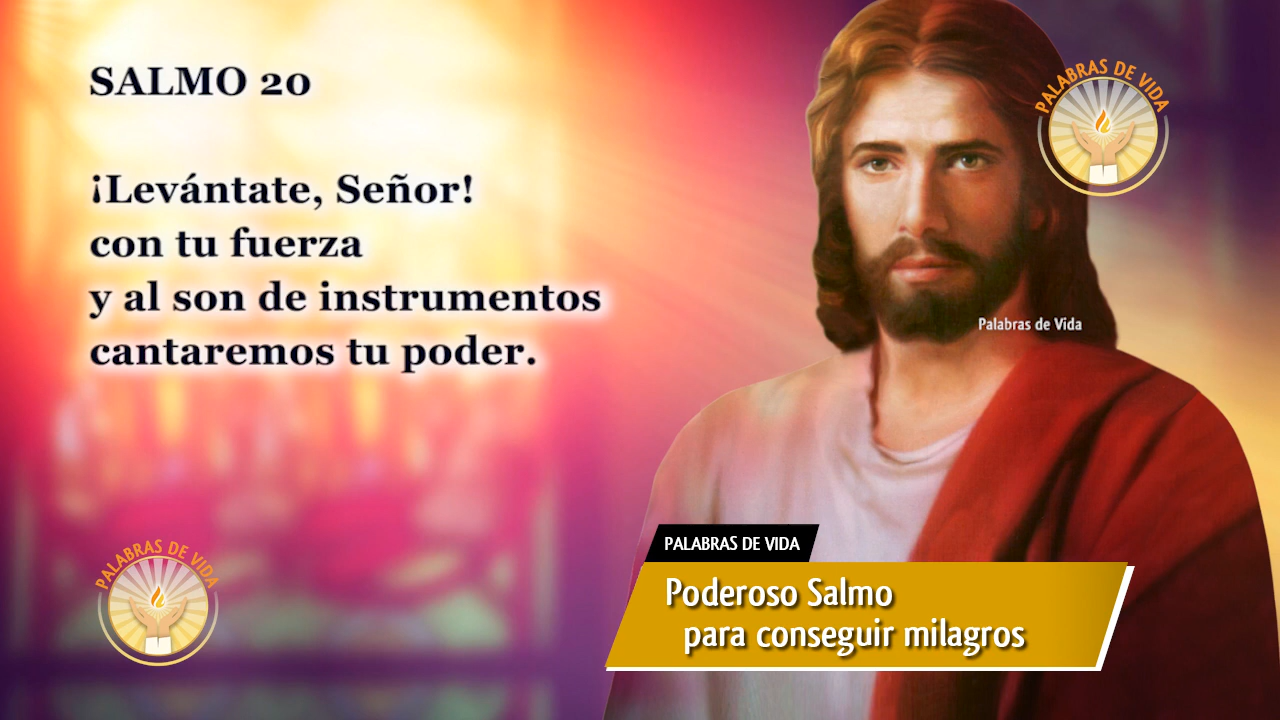 SALMO 20
¡Levántate, Señor!
con tu fuerza
y al son de instrumentos
cantaremos tu poder.
PALABRAS DE VIDA
Palabras de Vida
PALABRAS DE VIDA
Poderoso Salmo
para conseguir milagros
PALABRAS DE VIDA